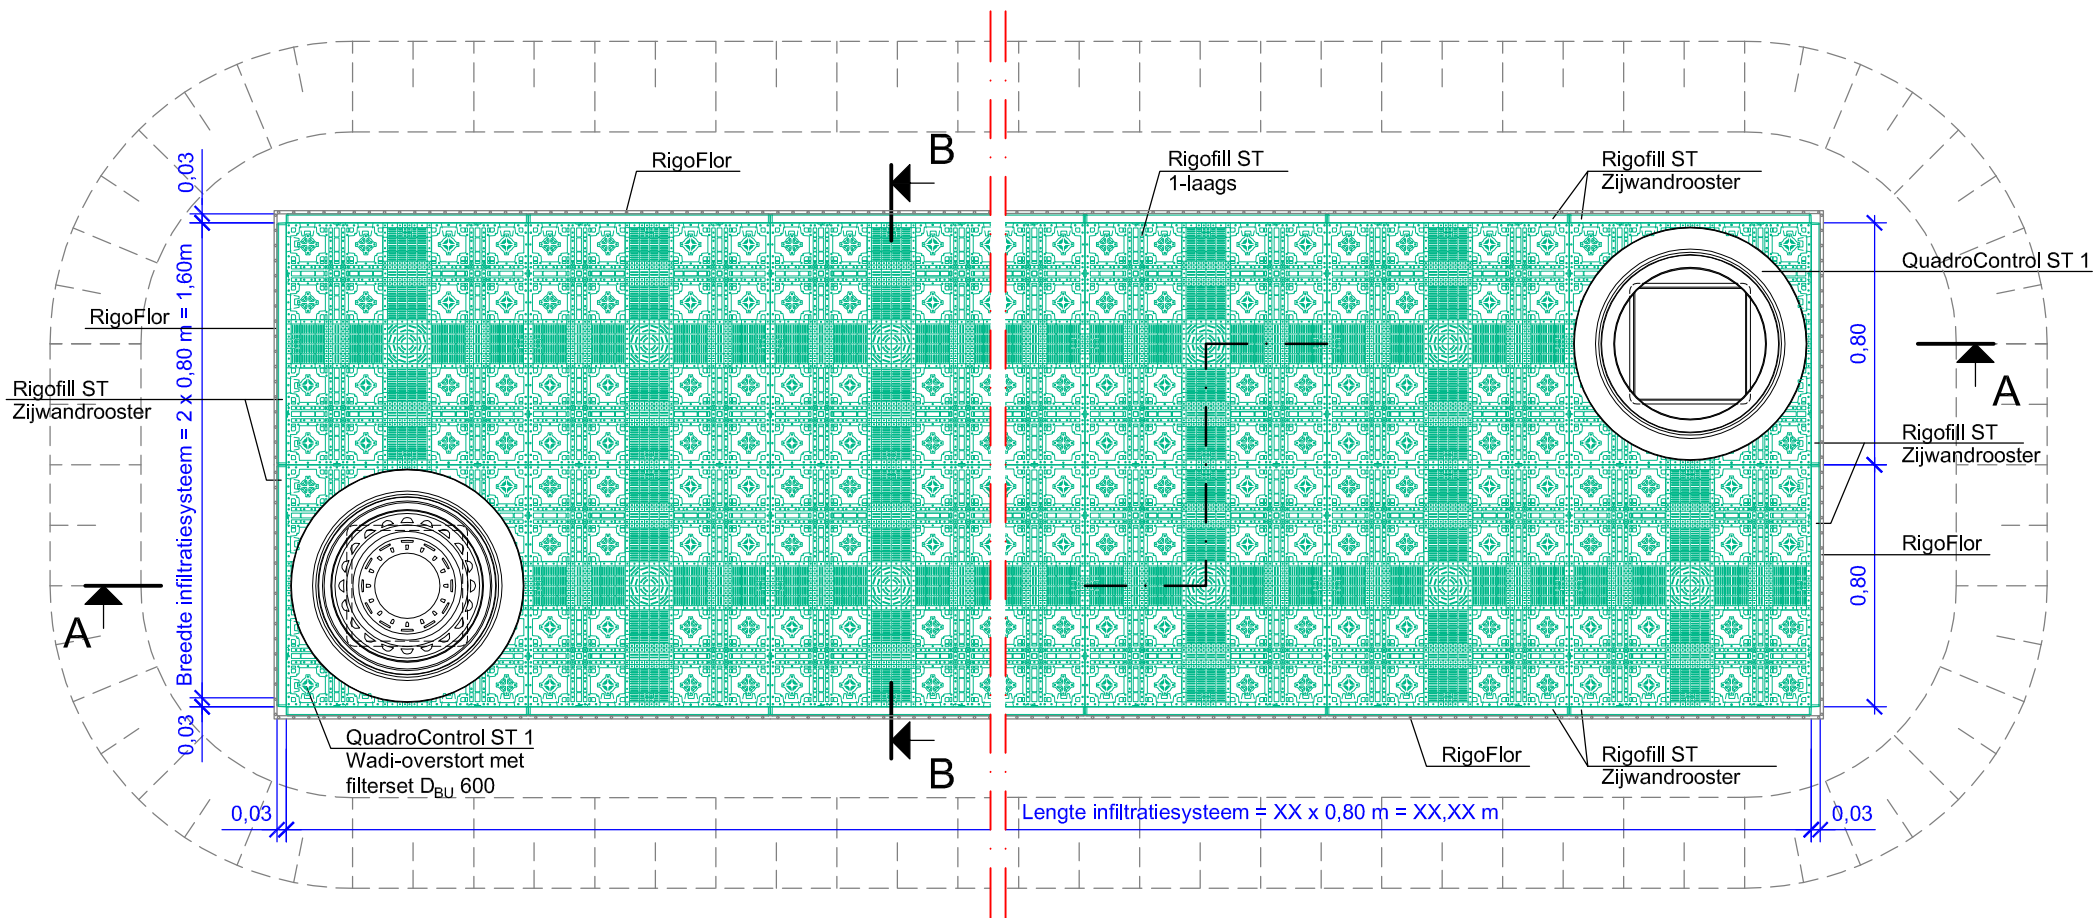 B
RigoFlor
Rigofill ST
1-laags
Rigofill ST
Zijwandrooster
0,03
QuadroControl ST 1
RigoFlor
Breedte infiltratiesysteem = 2 x 0,80 m = 1,60m
0,80
Rigofill ST
Zijwandrooster
A
Rigofill ST
Zijwandrooster
RigoFlor
0,80
A
0,03
QuadroControl ST 1
Wadi-overstort met
filterset DBU 600
B
RigoFlor
Rigofill ST
Zijwandrooster
0,03
Lengte infiltratiesysteem = XX x 0,80 m = XX,XX m
0,03